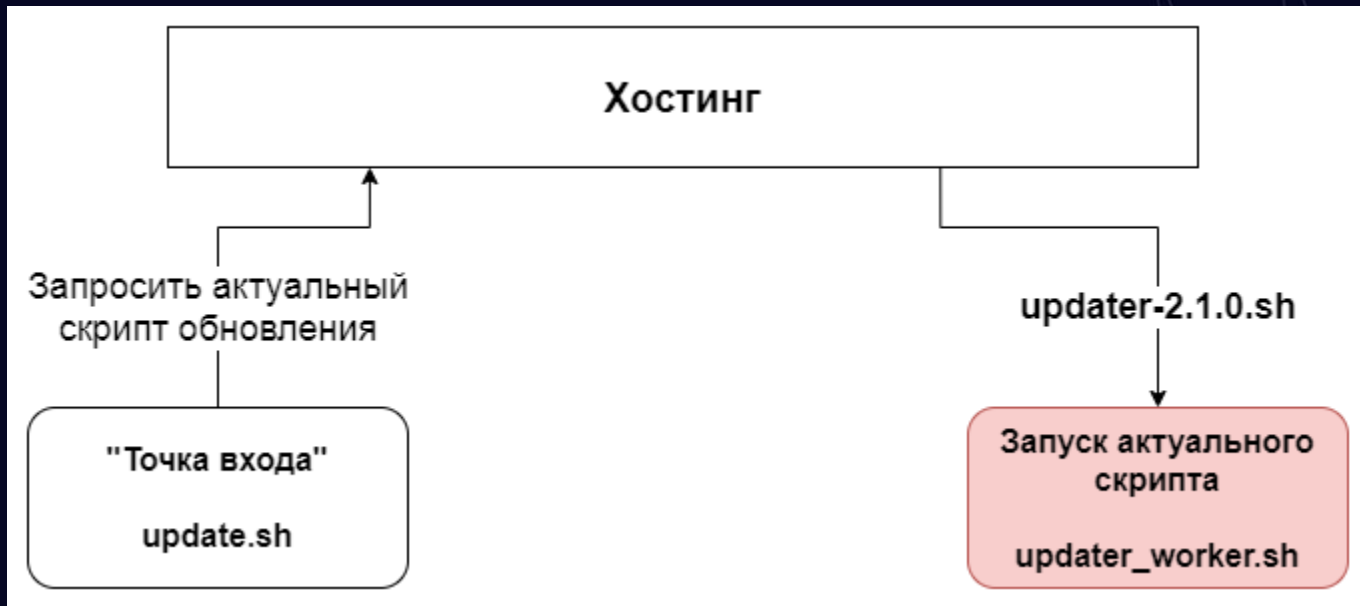 Хостинг
Запросить актуальный
скрипт обновления
updater-2.1.0.sh
"Точка входа"
update.sh
Запуск актуального
скрипта
updater_worker.sh